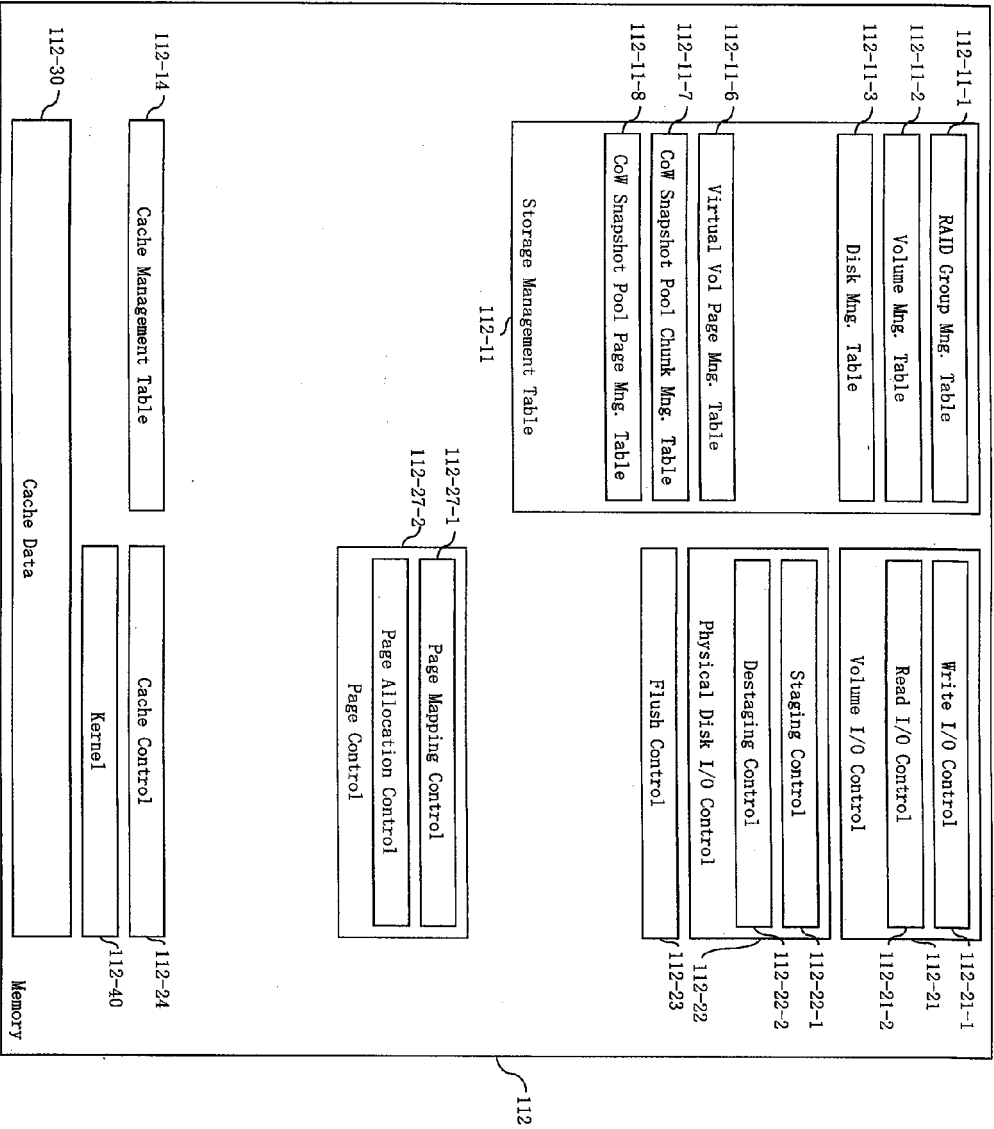 112
Memory
112-11-1
RAID Group Mng. Table
112-11-2
Volume Mng. Table
112-11-3
Disk Mng. Table
112-11-6
Virtual Vol Page Mng. Table
112-11-7
CoW Snapshot Pool Chunk Mng. Table
112-11-8
CoW Snapshot Pool Page Mng. Table
Storage Management Table
112-11
112-14
Cache Management Table
112-30
Cache Data
Write I/O Control
112-21-1
Read I/O Control
112-21
Volume I/O Control
112-21-2
Staging Control
112-22-1
Destaging Control
112-22-2
Physical Disk I/O Control
112-22
Flush Control
112-23
112-27-1
Page Mapping Control
112-27-2
Page Allocation Control
Page Control
Cache Control
112-24
Kernel
112-40